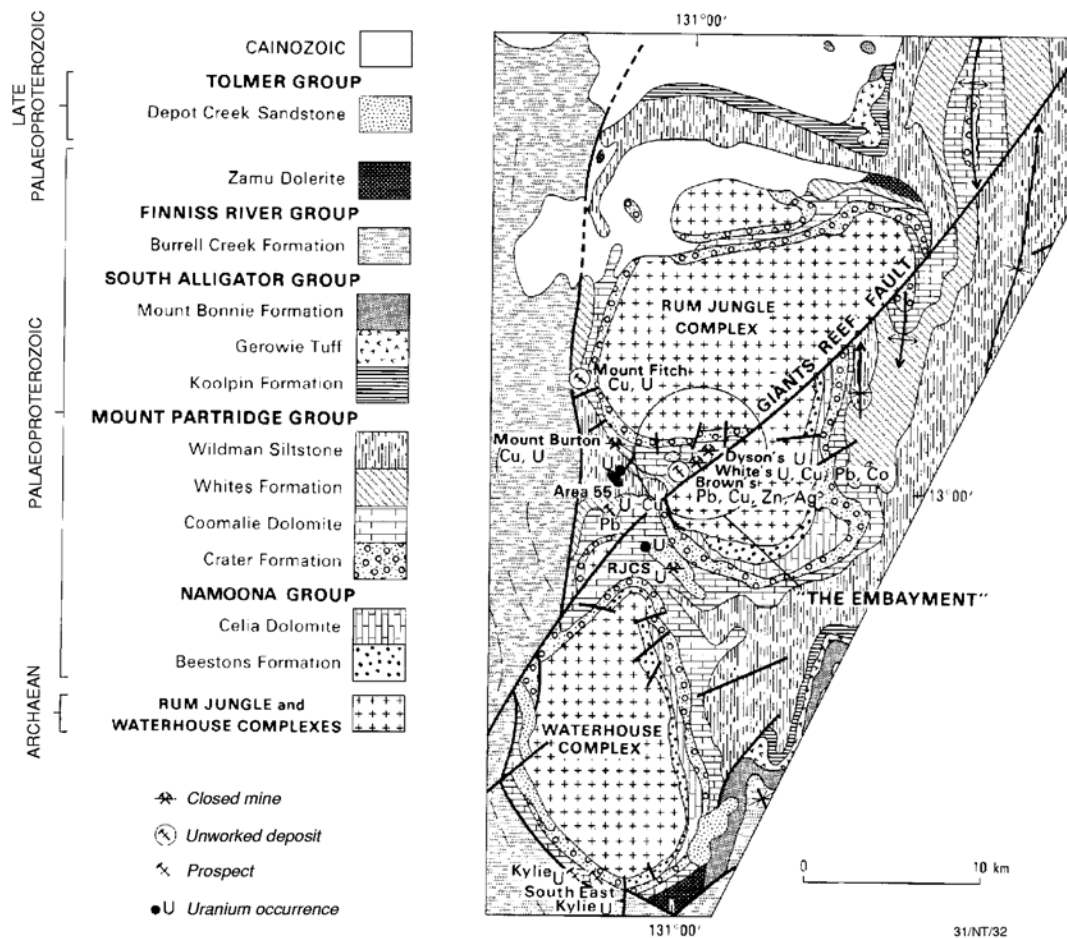 CAINOZOIC
TOLMER GROUP
Depot Creek Sandstone
Zamu Dolerite
FINNISS RIVER GROUP
Burrell Creek Formation
SOUTH ALLIGATOR GROUP
Mount Bonnie Formation
Gerowie Tuff
Koolpin Formation
MOUNT PARTRIDGE GROUP
Wildman Siltstone
Whites Formation
Coomalie Dolomite
Crater Formation
NAMOONA GROUP
Celia Dolomite
Beestons Formation
RUM JUNGLE and
WATERHOUSE COMPLEXES
LATE
PALAEOPROTEROZOIC
PALAEOPROTEROZOIC
ARCHAEAN
Closed mine
Unworked deposit
Prospect
U Uranium occurrence
131°00'
RUM JUNGLE
COMPLEX
GIANTS REEF FAULT
Mount Fitch
Cu, U
Mount Burton
Cu, U
U
Dyson's U
White's U, Cu, Pb, Co
Brown's
Pb, Cu, Zn, Ag
Area 55
U Cu
Pb
13°00'
U
RJCS
U
"THE EMBAYMENT"
WATERHOUSE
COMPLEX
Kylie U
South East
Kylie U
0 10 km
131°00'
31/NT/32